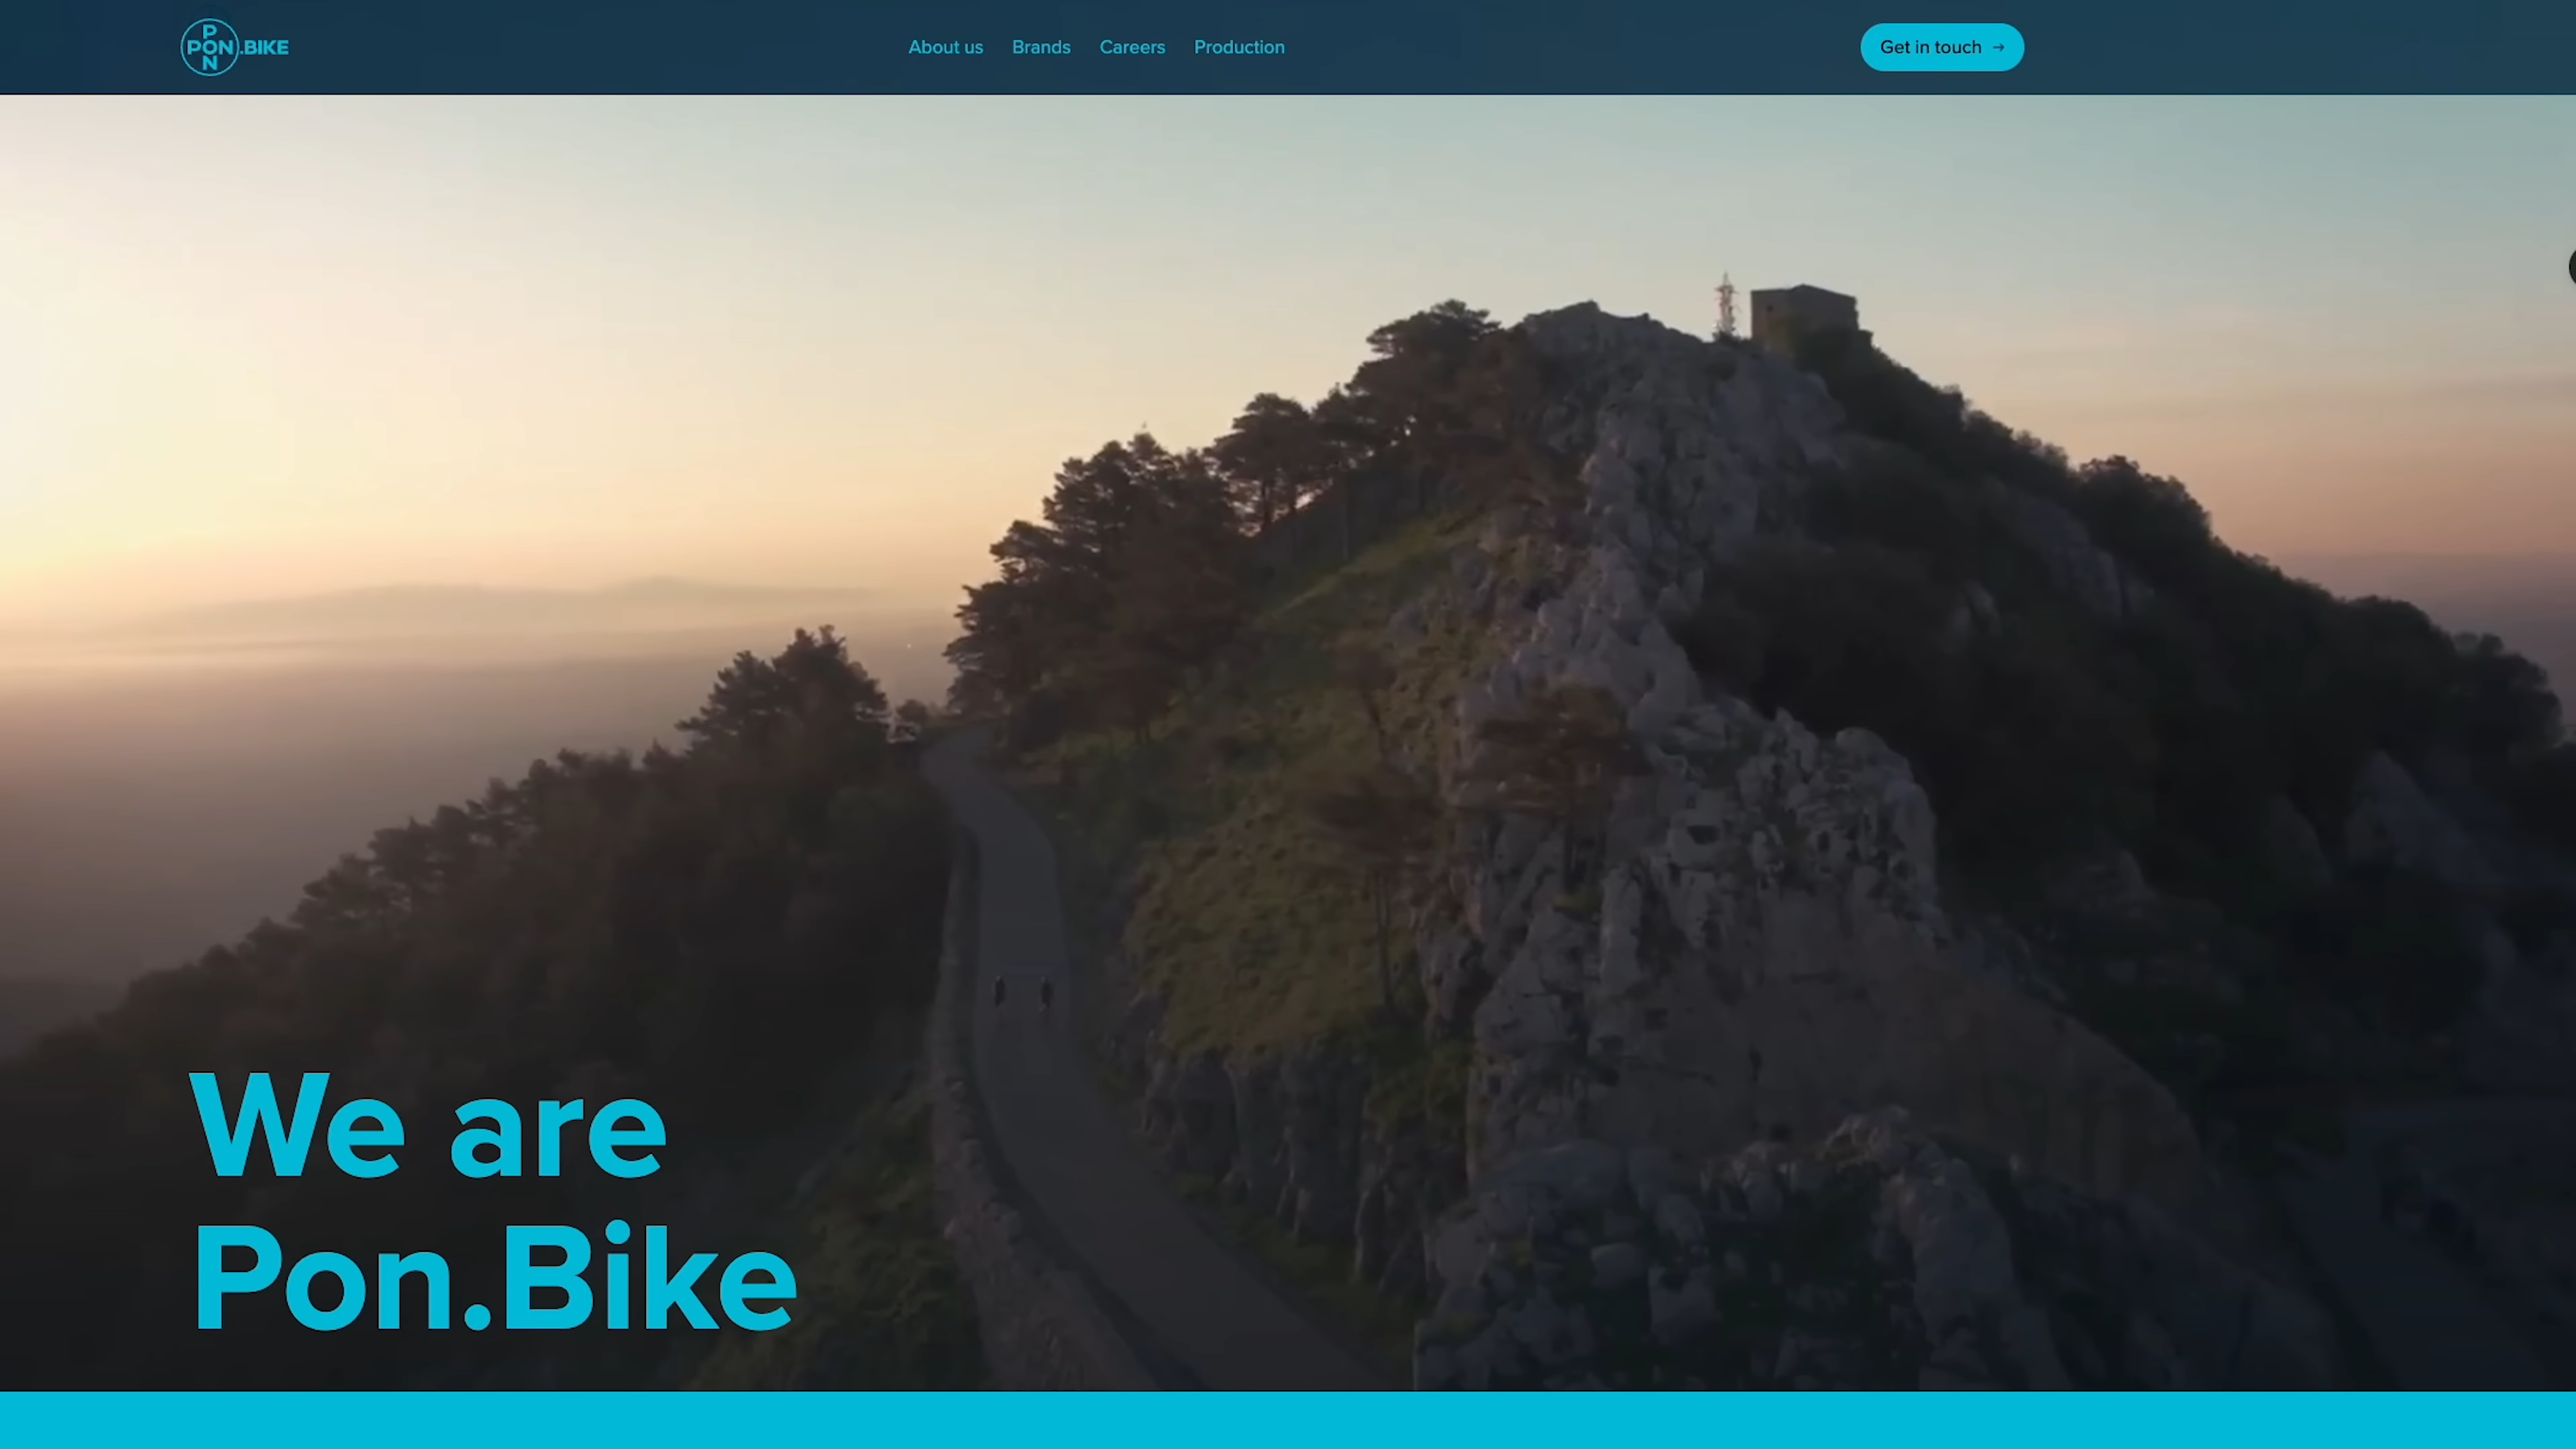 P
PON.BIKE
N
About us
Brands
Careers
Production
Get in touch →
We are
Pon.Bike